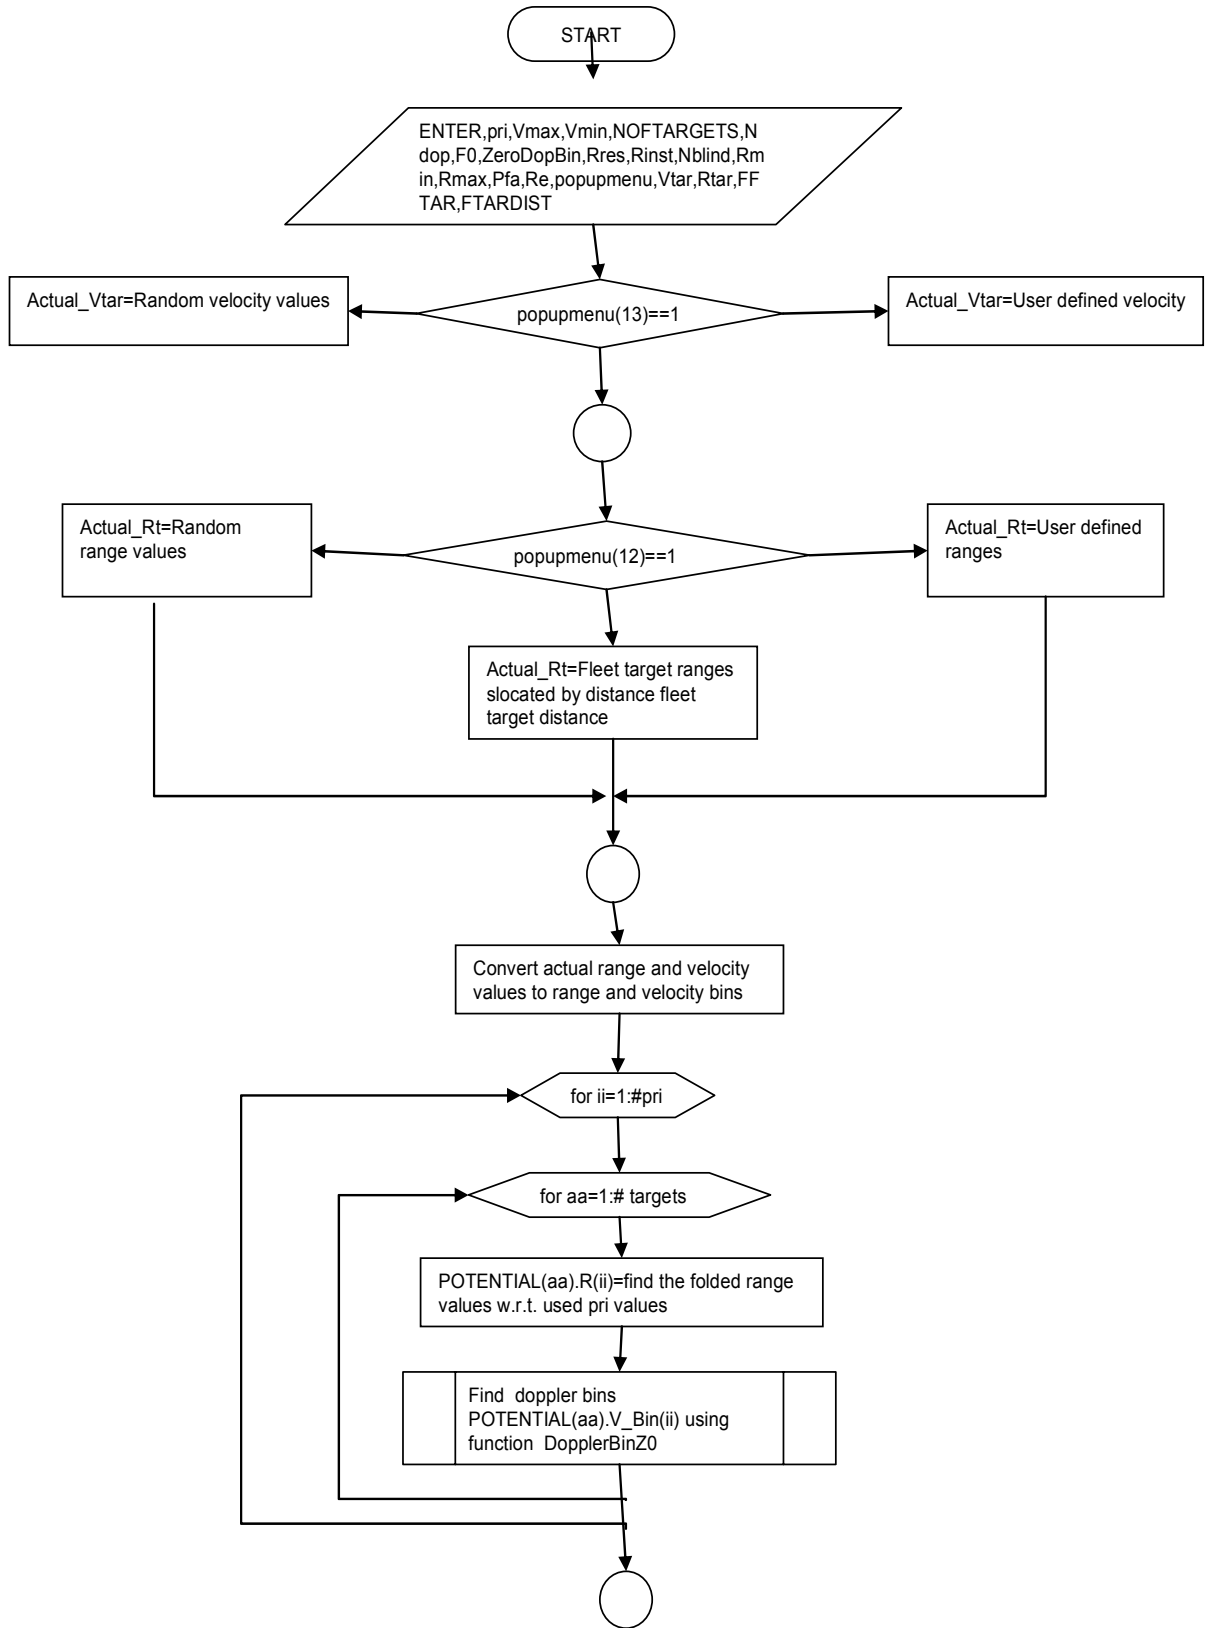 START
ENTER,pri,Vmax,Vmin,NOFTARGETS,N
dop,F0,ZeroDopBin,Rres,Rinst,Nblind,Rm
in,Rmax,Pfa,Re,popupmenu,Vtar,Rtar,FF
TAR,FTARDIST
Actual_Vtar=Random velocity values
popupmenu(13)==1
Actual_Vtar=User defined velocity
Actual_Rt=Random
range values
popupmenu(12)==1
Actual_Rt=User defined
ranges
Actual_Rt=Fleet target ranges
slocated by distance fleet
target distance
Convert actual range and velocity
values to range and velocity bins
for ii=1:#pri
for aa=1:# targets
POTENTIAL(aa).R(ii)=find the folded range
values w.r.t. used pri values
Find  doppler bins
POTENTIAL(aa).V_Bin(ii) using
function  DopplerBinZ0